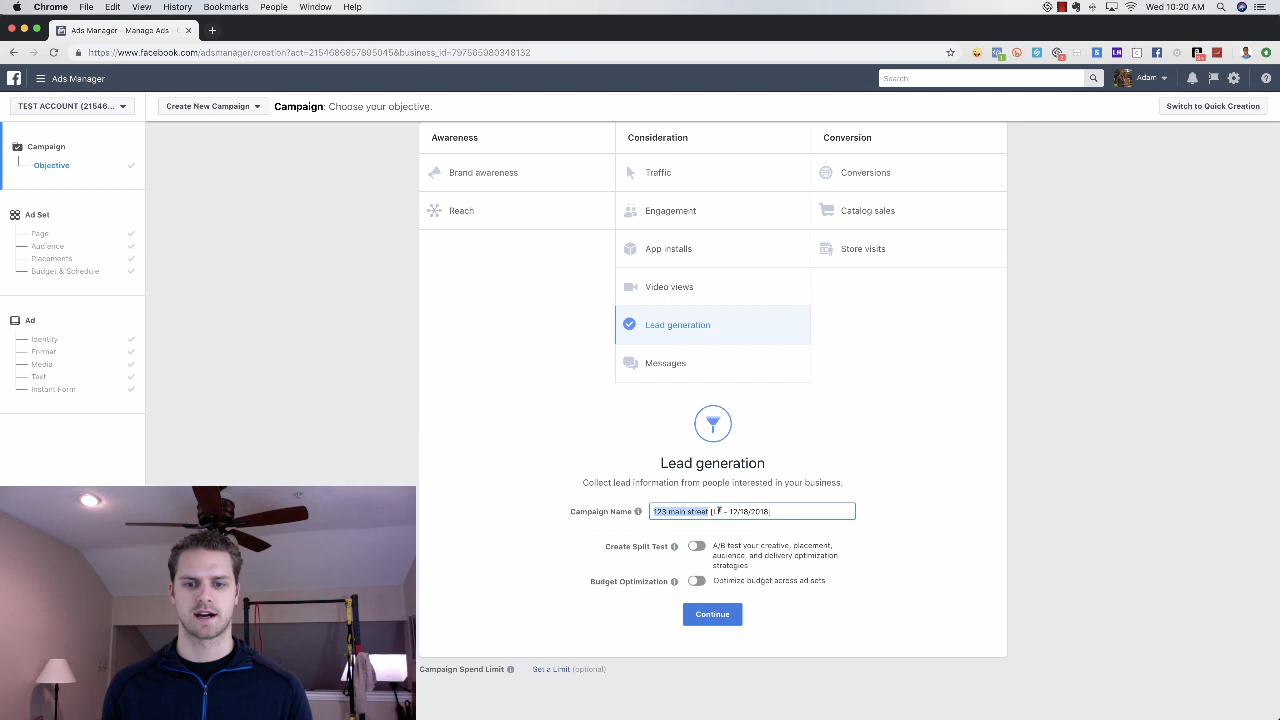 Chrome File Edit View History Bookmarks People Window Help
Wed 10:20 AM
Ads Manager - Manage Ads - C
https://www.facebook.com/adsmanager/creation?act=2154686857895045&business_id=797565980348132
Ads Manager
Search
Adam
TEST ACCOUNT (21546...
Create New Campaign
Campaign: Choose your objective.
Switch to Quick Creation
Campaign
Objective
Ad Set
Page
Audience
Placements
Budget & Schedule
Ad
Identity
Format
Media
Text
Instant Form
Awareness
Consideration
Conversion
Brand awareness
Traffic
Conversions
Reach
Engagement
Catalog sales
App installs
Store visits
Video views
Lead generation
Messages
Lead generation
Collect lead information from people interested in your business.
Campaign Name
123 main street - 12/18/2018]
Create Split Test
A/B test your creative, placement,
audience, and delivery optimization
strategies
Budget Optimization
Optimize budget across ad sets
Continue
Campaign Spend Limit
Set a Limit (optional)